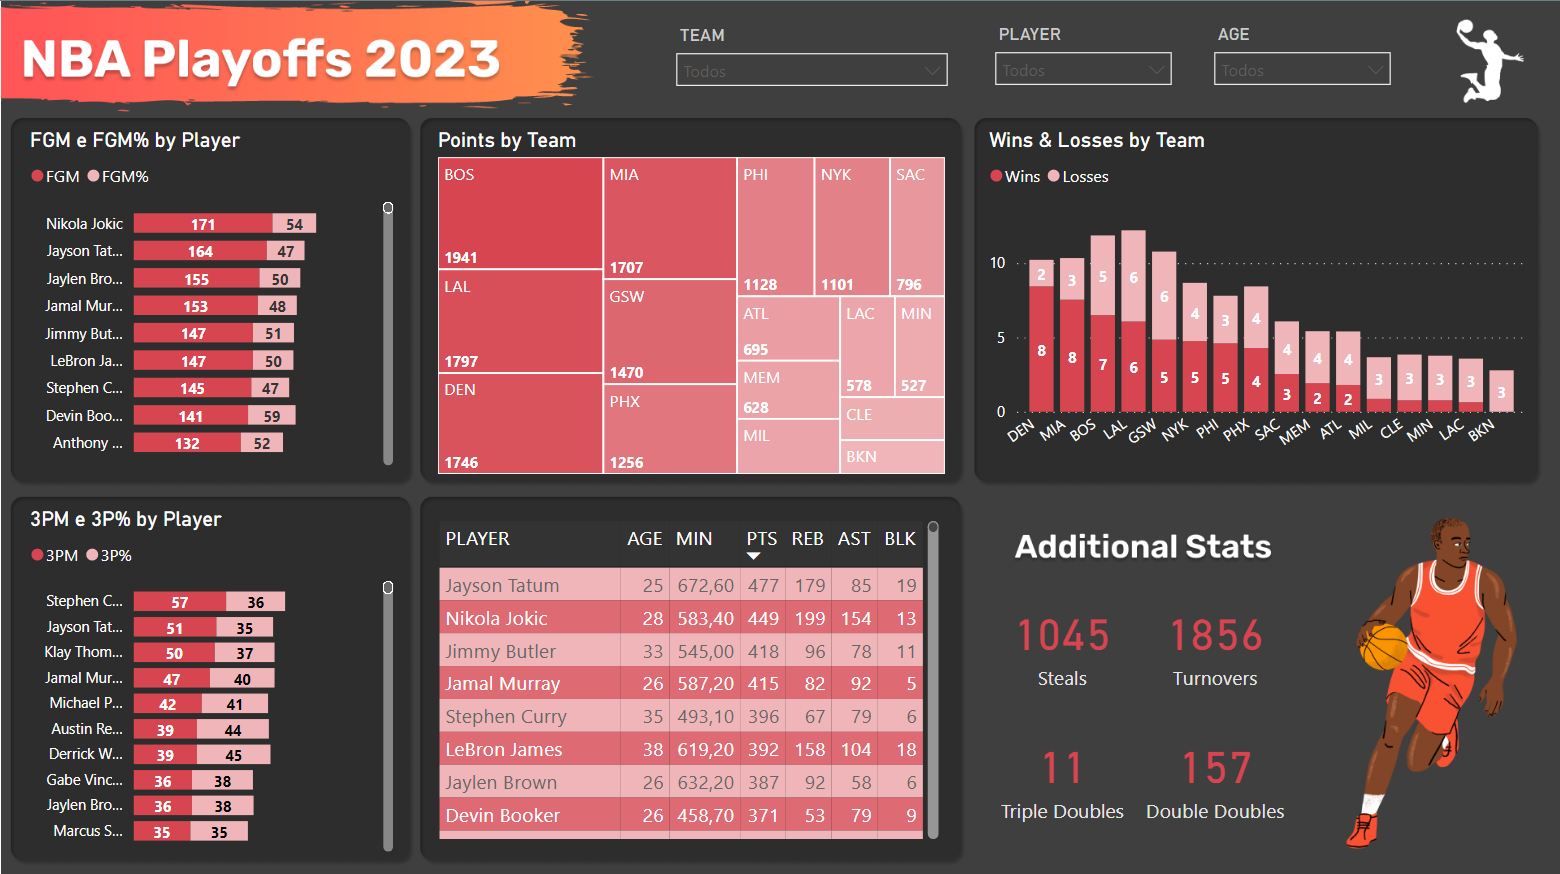 NBA Playoffs 2023
TEAM
Todos
PLAYER
Todos
AGE
Todos
FGM e FGM% by Player
FGM FGM%
Nikola Jokic 171 54
Jayson Tat... 164 47
Jaylen Bro... 155 50
Jamal Mur... 153 48
Jimmy But... 147 51
LeBron Ja... 147 50
Stephen C... 145 47
Devin Boo... 141 59
Anthony ... 132 52
Points by Team
BOS
1941
LAL
1797
DEN
1746
MIA
1707
GSW
1470
PHX
1256
PHI
1128
NYK
1101
SAC
796
ATL
695
MEM
628
MIL
LAC
578
MIN
527
CLE
BKN
Wins & Losses by Team
Wins Losses
10
5
0
2 3 5 6 6 4 3 4 4 4 4 3 3 3 3 3
8 8 7 6 5 5 5 4 3 2 2
DEN MIA BOS LAL GSW NYK PHI PHX SAC MEM ATL MIL CLE MIN LAC BKN
3PM e 3P% by Player
3PM 3P%
Stephen C... 57 36
Jayson Tat... 51 35
Klay Thom... 50 37
Jamal Mur... 47 40
Michael P... 42 41
Austin Re... 39 44
Derrick W... 39 45
Gabe Vinc... 36 38
Jaylen Bro... 36 38
Marcus S... 35 35
PLAYER AGE MIN PTS REB AST BLK
Jayson Tatum 25 672,60 477 179 85 19
Nikola Jokic 28 583,40 449 199 154 13
Jimmy Butler 33 545,00 418 96 78 11
Jamal Murray 26 587,20 415 82 92 5
Stephen Curry 35 493,10 396 67 79 6
LeBron James 38 619,20 392 158 104 18
Jaylen Brown 26 632,20 387 92 58 6
Devin Booker 26 458,70 371 53 79 9
Additional Stats
1045
Steals
1856
Turnovers
11
Triple Doubles
157
Double Doubles